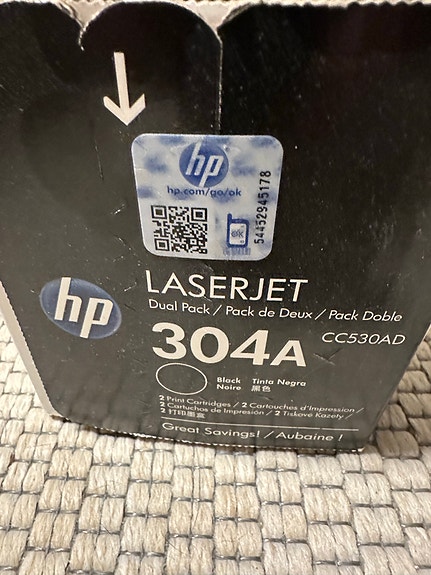 hp
hp.com/go/ok
OK
54452945178
hp
LASERJET
Dual Pack / Pack de Deux / Pack Doble
304A
CC530AD
Black Tinta Negra
Noire 黑色
2 Print Cartridges / 2 Cartouches d'Impression /
2 Cartuchos de Impresión / 2 Tiskové Kazety /
2 打印墨盒
Great Savings! / Aubaine !